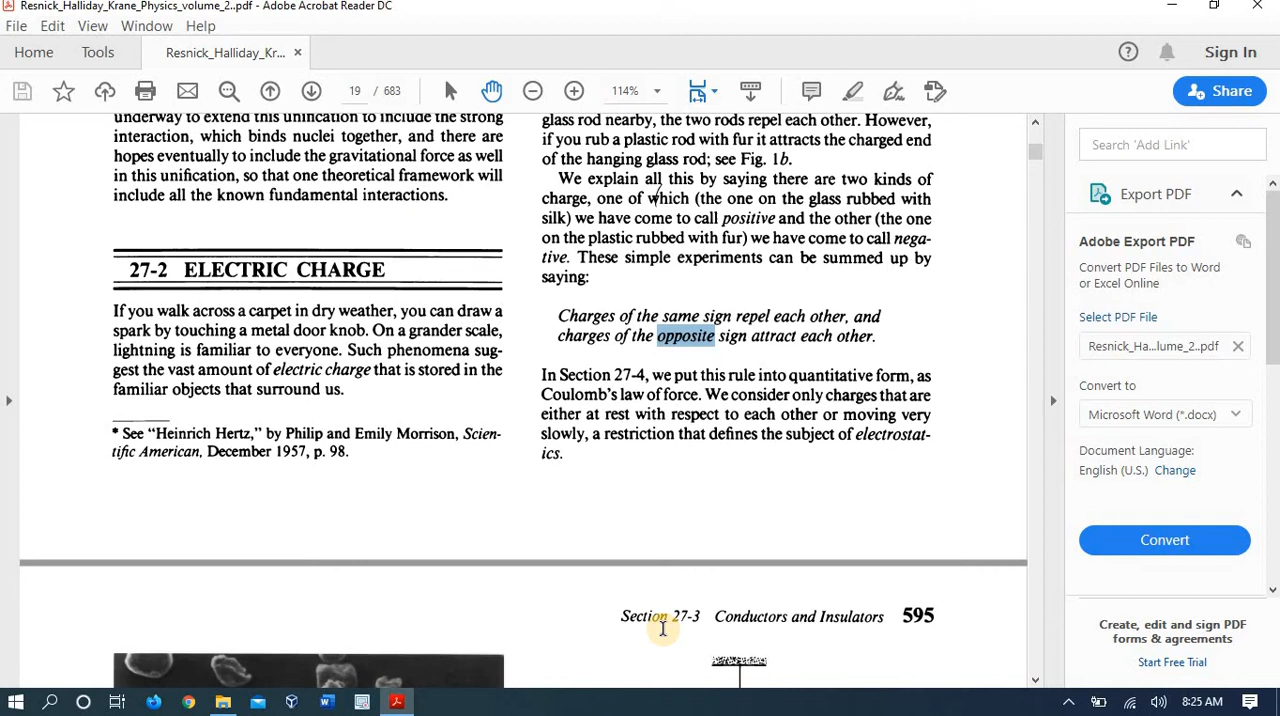 Resnick_Halliday_Krane_Physics_volume_2..pdf - Adobe Acrobat Reader DC
File Edit View Window Help
Home Tools Resnick_Halliday_Kr... × Sign In
19 / 683 114% Share
underway to extend this unification to include the strong
interaction, which binds nuclei together, and there are
hopes eventually to include the gravitational force as well
in this unification, so that one theoretical framework will
include all the known fundamental interactions.
27-2 ELECTRIC CHARGE
If you walk across a carpet in dry weather, you can draw a
spark by touching a metal door knob. On a grander scale,
lightning is familiar to everyone. Such phenomena sug-
gest the vast amount of electric charge that is stored in the
familiar objects that surround us.
* See “Heinrich Hertz,” by Philip and Emily Morrison, Scien-
tific American, December 1957, p. 98.
glass rod nearby, the two rods repel each other. However,
if you rub a plastic rod with fur it attracts the charged end
of the hanging glass rod; see Fig. 1b.
We explain all this by saying there are two kinds of
charge, one of which (the one on the glass rubbed with
silk) we have come to call positive and the other (the one
on the plastic rubbed with fur) we have come to call nega-
tive. These simple experiments can be summed up by
saying:
Charges of the same sign repel each other, and
charges of the opposite sign attract each other.
In Section 27-4, we put this rule into quantitative form, as
Coulomb's law of force. We consider only charges that are
either at rest with respect to each other or moving very
slowly, a restriction that defines the subject of electrostat-
ics.
Section 27-3 Conductors and Insulators 595
Search 'Add Link'
Export PDF
Adobe Export PDF
Convert PDF Files to Word
or Excel Online
Select PDF File
Resnick_Ha...lume_2..pdf
Convert to
Microsoft Word (*.docx)
Document Language:
English (U.S.) Change
Convert
Create, edit and sign PDF
forms & agreements
Start Free Trial
8:25 AM